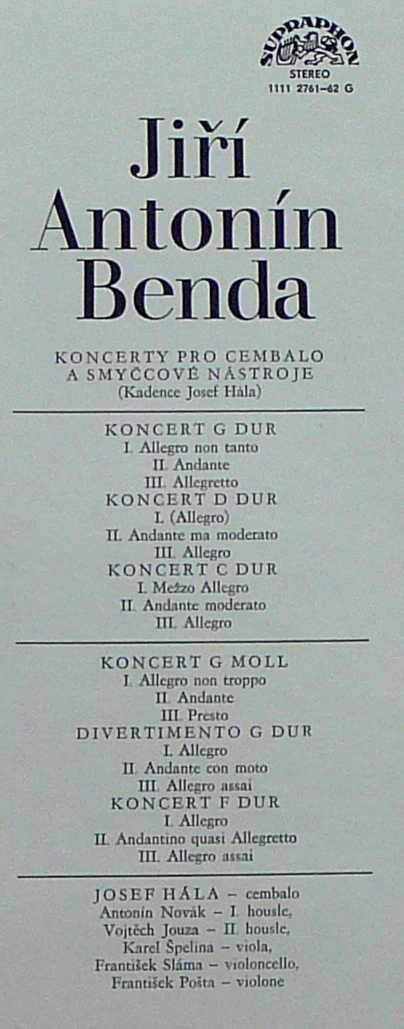 SUPRAPHON
STEREO
1111 2761-62 G
Jiří
Antonín
Benda
KONCERTY PRO CEMBALO
A SMYČCOVÉ NÁSTROJE
(Kadence Josef Hála)
KONCERT G DUR
I. Allegro non tanto
II. Andante
III. Allegretto
KONCERT D DUR
I. (Allegro)
II. Andante ma moderato
III. Allegro
KONCERT C DUR
I. Mežzo Allegro
II. Andante moderato
III. Allegro
KONCERT G MOLL
I. Allegro non troppo
II. Andante
III. Presto
DIVERTIMENTO G DUR
I. Allegro
II. Andante con moto
III. Allegro assai
KONCERT F DUR
I. Allegro
II. Andantino quasi Allegretto
III. Allegro assai
JOSEF HÁLA – cembalo
Antonín Novák – I. housle,
Vojtěch Jouza – II. housle,
Karel Špelina – viola,
František Sláma – violoncello,
František Pošta – violone